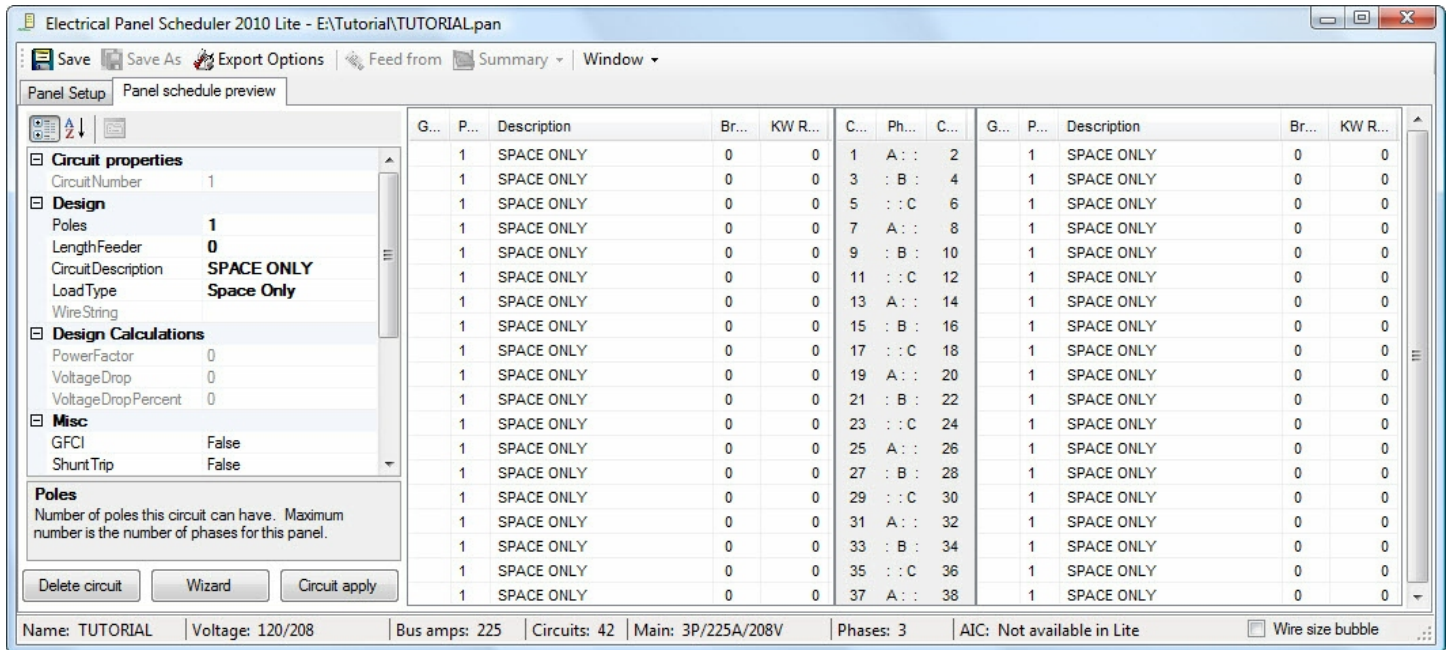 Electrical Panel Scheduler 2010 Lite - E:\Tutorial\TUTORIAL.pan
Save Save As Export Options Feed from Summary Window
Panel Setup Panel schedule preview
Circuit properties
CircuitNumber 1
Design
Poles 1
LengthFeeder 0
CircuitDescription SPACE ONLY
LoadType Space Only
WireString
Design Calculations
PowerFactor 0
VoltageDrop 0
VoltageDropPercent 0
Misc
GFCI False
ShuntTrip False
Poles
Number of poles this circuit can have. Maximum
number is the number of phases for this panel.
Delete circuit Wizard Circuit apply
G... P... Description Br... KW R... C... Ph... C... G... P... Description Br... KW R...
1 SPACE ONLY 0 0 1 A : : 2 1 SPACE ONLY 0 0
1 SPACE ONLY 0 0 3 : B : 4 1 SPACE ONLY 0 0
1 SPACE ONLY 0 0 5 : : C 6 1 SPACE ONLY 0 0
1 SPACE ONLY 0 0 7 A : : 8 1 SPACE ONLY 0 0
1 SPACE ONLY 0 0 9 : B : 10 1 SPACE ONLY 0 0
1 SPACE ONLY 0 0 11 : : C 12 1 SPACE ONLY 0 0
1 SPACE ONLY 0 0 13 A : : 14 1 SPACE ONLY 0 0
1 SPACE ONLY 0 0 15 : B : 16 1 SPACE ONLY 0 0
1 SPACE ONLY 0 0 17 : : C 18 1 SPACE ONLY 0 0
1 SPACE ONLY 0 0 19 A : : 20 1 SPACE ONLY 0 0
1 SPACE ONLY 0 0 21 : B : 22 1 SPACE ONLY 0 0
1 SPACE ONLY 0 0 23 : : C 24 1 SPACE ONLY 0 0
1 SPACE ONLY 0 0 25 A : : 26 1 SPACE ONLY 0 0
1 SPACE ONLY 0 0 27 : B : 28 1 SPACE ONLY 0 0
1 SPACE ONLY 0 0 29 : : C 30 1 SPACE ONLY 0 0
1 SPACE ONLY 0 0 31 A : : 32 1 SPACE ONLY 0 0
1 SPACE ONLY 0 0 33 : B : 34 1 SPACE ONLY 0 0
1 SPACE ONLY 0 0 35 : : C 36 1 SPACE ONLY 0 0
1 SPACE ONLY 0 0 37 A : : 38 1 SPACE ONLY 0 0
Name: TUTORIAL Voltage: 120/208 Bus amps: 225 Circuits: 42 Main: 3P/225A/208V Phases: 3 AIC: Not available in Lite Wire size bubble